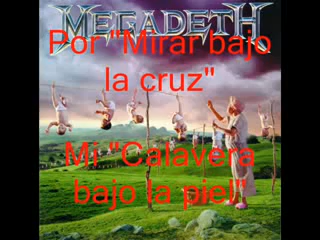 MEGADETH
Por "Mirar bajo
la cruz"
Mi "Calavera
bajo la piel"